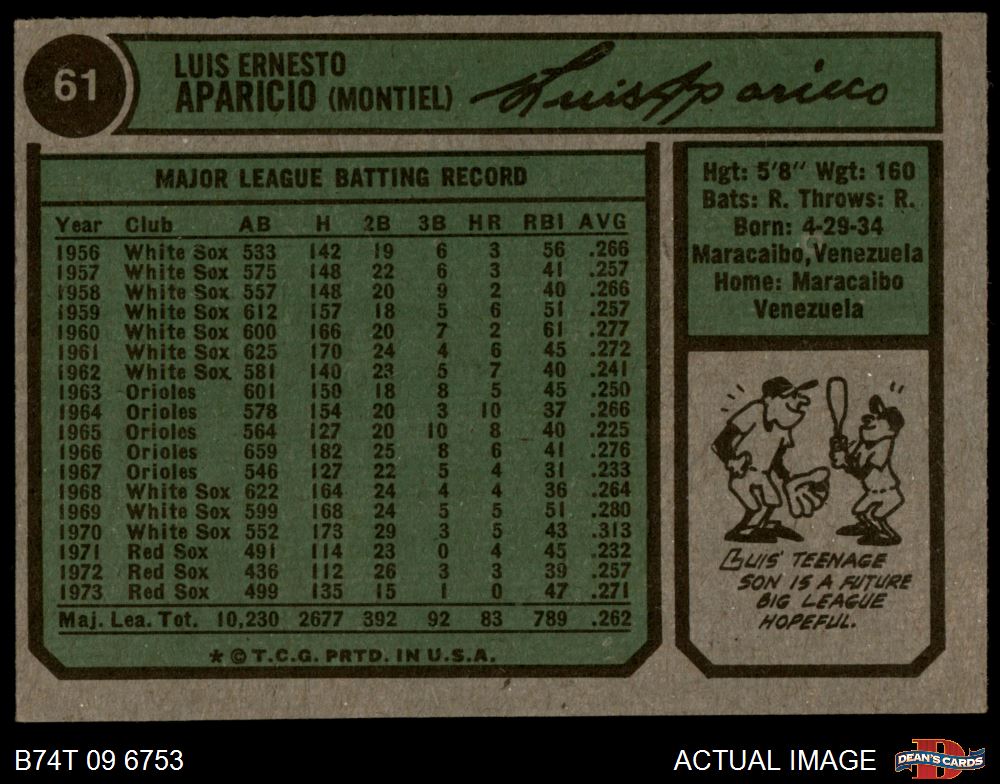 61
LUIS ERNESTO
APARICIO (MONTIEL)
Luis Aparicio
MAJOR LEAGUE BATTING RECORD
Year Club AB H 2B 3B HR RBI AVG
1956 White Sox 533 142 19 6 3 56 .266
1957 White Sox 575 148 22 6 3 41 .257
1958 White Sox 557 148 20 9 2 40 .266
1959 White Sox 612 157 18 5 6 51 .257
1960 White Sox 600 166 20 7 2 61 .277
1961 White Sox 625 170 24 4 6 45 .272
1962 White Sox 581 140 23 5 7 40 .241
1963 Orioles 601 150 18 8 5 45 .250
1964 Orioles 578 154 20 3 10 37 .266
1965 Orioles 564 127 20 10 8 40 .225
1966 Orioles 659 182 25 8 6 41 .276
1967 Orioles 546 127 22 5 4 31 .233
1968 White Sox 622 164 24 4 4 36 .264
1969 White Sox 599 168 24 5 5 51 .280
1970 White Sox 552 173 29 3 5 43 .313
1971 Red Sox 491 114 23 0 4 45 .232
1972 Red Sox 436 112 26 3 3 39 .257
1973 Red Sox 499 135 15 1 0 47 .271
Maj. Lea. Tot. 10,230 2677 392 92 83 789 .262
* © T.C.G. PRTD. IN U.S.A.
Hgt: 5'8" Wgt: 160
Bats: R. Throws: R.
Born: 4-29-34
Maracaibo, Venezuela
Home: Maracaibo
Venezuela
LUIS' TEENAGE
SON IS A FUTURE
BIG LEAGUE
HOPEFUL.
B74T 09 6753
ACTUAL IMAGE
DEAN'S CARDS